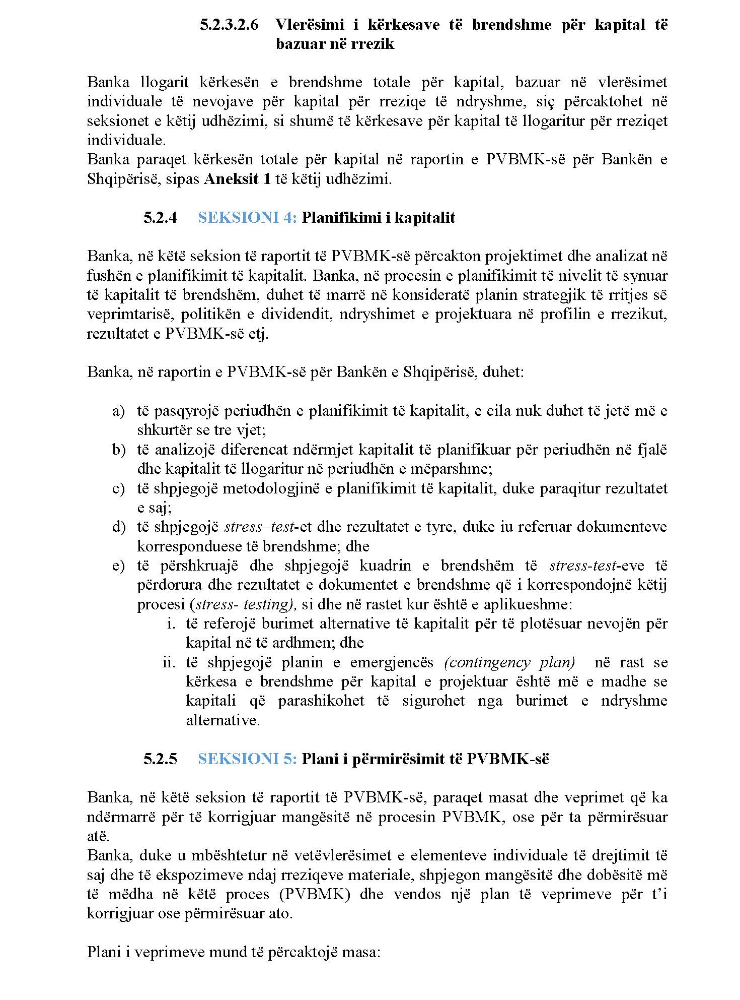 5.2.3.2.6 Vlerësimi i kërkesave të brendshme për kapital të
bazuar në rrezik
Banka llogarit kërkesën e brendshme totale për kapital, bazuar në vlerësimet
individuale të nevojave për kapital për rreziqe të ndryshme, siç përcaktohet në
seksionet e këtij udhëzimi, si shumë të kërkesave për kapital të llogaritur për rreziqet
individuale.
Banka paraqet kërkesën totale për kapital në raportin e PVBMK-së për Bankën e
Shqipërisë, sipas Aneksit 1 të këtij udhëzimi.
5.2.4 SEKSIONI 4: Planifikimi i kapitalit
Banka, në këtë seksion të raportit të PVBMK-së përcakton projektimet dhe analizat në
fushën e planifikimit të kapitalit. Banka, në procesin e planifikimit të nivelit të synuar
të kapitalit të brendshëm, duhet të marrë në konsideratë planin strategjik të rritjes së
veprimtarisë, politikën e dividendit, ndryshimet e projektuara në profilin e rrezikut,
rezultatet e PVBMK-së etj.
Banka, në raportin e PVBMK-së për Bankën e Shqipërisë, duhet:
a) të pasqyrojë periudhën e planifikimit të kapitalit, e cila nuk duhet të jetë më e
shkurtër se tre vjet;
b) të analizojë diferencat ndërmjet kapitalit të planifikuar për periudhën në fjalë
dhe kapitalit të llogaritur në periudhën e mëparshme;
c) të shpjegojë metodologjinë e planifikimit të kapitalit, duke paraqitur rezultatet
e saj;
d) të shpjegojë stress–test-et dhe rezultatet e tyre, duke iu referuar dokumenteve
korresponduese të brendshme; dhe
e) të përshkruajë dhe shpjegojë kuadrin e brendshëm të stress-test-eve të
përdorura dhe rezultatet e dokumentet e brendshme që i korrespondojnë këtij
procesi (stress- testing), si dhe në rastet kur është e aplikueshme:
i. të referojë burimet alternative të kapitalit për të plotësuar nevojën për
kapital në të ardhmen; dhe
ii. të shpjegojë planin e emergjencës (contingency plan) në rast se
kërkesa e brendshme për kapital e projektuar është më e madhe se
kapitali që parashikohet të sigurohet nga burimet e ndryshme
alternative.
5.2.5 SEKSIONI 5: Plani i përmirësimit të PVBMK-së
Banka, në këtë seksion të raportit të PVBMK-së, paraqet masat dhe veprimet që ka
ndërmarrë për të korrigjuar mangësitë në procesin PVBMK, ose për ta përmirësuar
atë.
Banka, duke u mbështetur në vetëvlerësimet e elementeve individuale të drejtimit të
saj dhe të ekspozimeve ndaj rreziqeve materiale, shpjegon mangësitë dhe dobësitë më
të mëdha në këtë proces (PVBMK) dhe vendos një plan të veprimeve për t’i
korrigjuar ose përmirësuar ato.
Plani i veprimeve mund të përcaktojë masa: